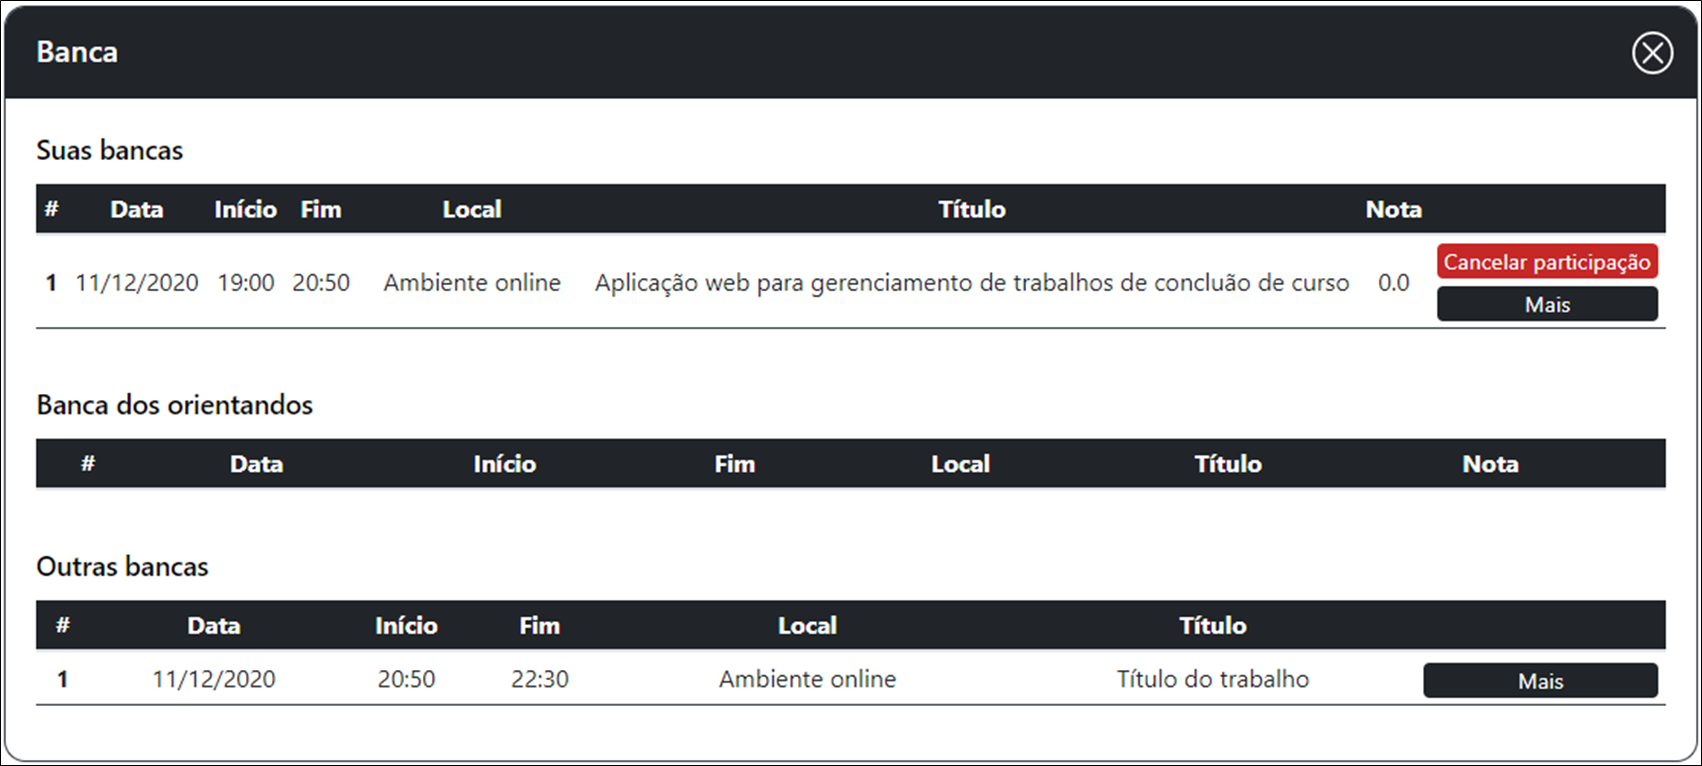 Banca
Suas bancas
# Data Início Fim Local Título Nota
1 11/12/2020 19:00 20:50 Ambiente online Aplicação web para gerenciamento de trabalhos de concluão de curso 0.0 Cancelar participação
Mais
Banca dos orientandos
# Data Início Fim Local Título Nota
Outras bancas
# Data Início Fim Local Título
1 11/12/2020 20:50 22:30 Ambiente online Título do trabalho Mais